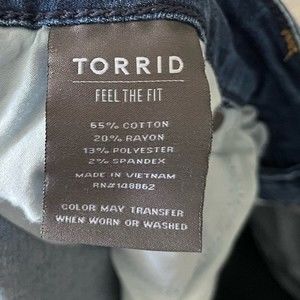 TORRID
FEEL THE FIT
65% COTTON
20% RAYON
13% POLYESTER
2% SPANDEX
MADE IN VIETNAM
RN#148862
COLOR MAY TRANSFER
WHEN WORN OR WASHED